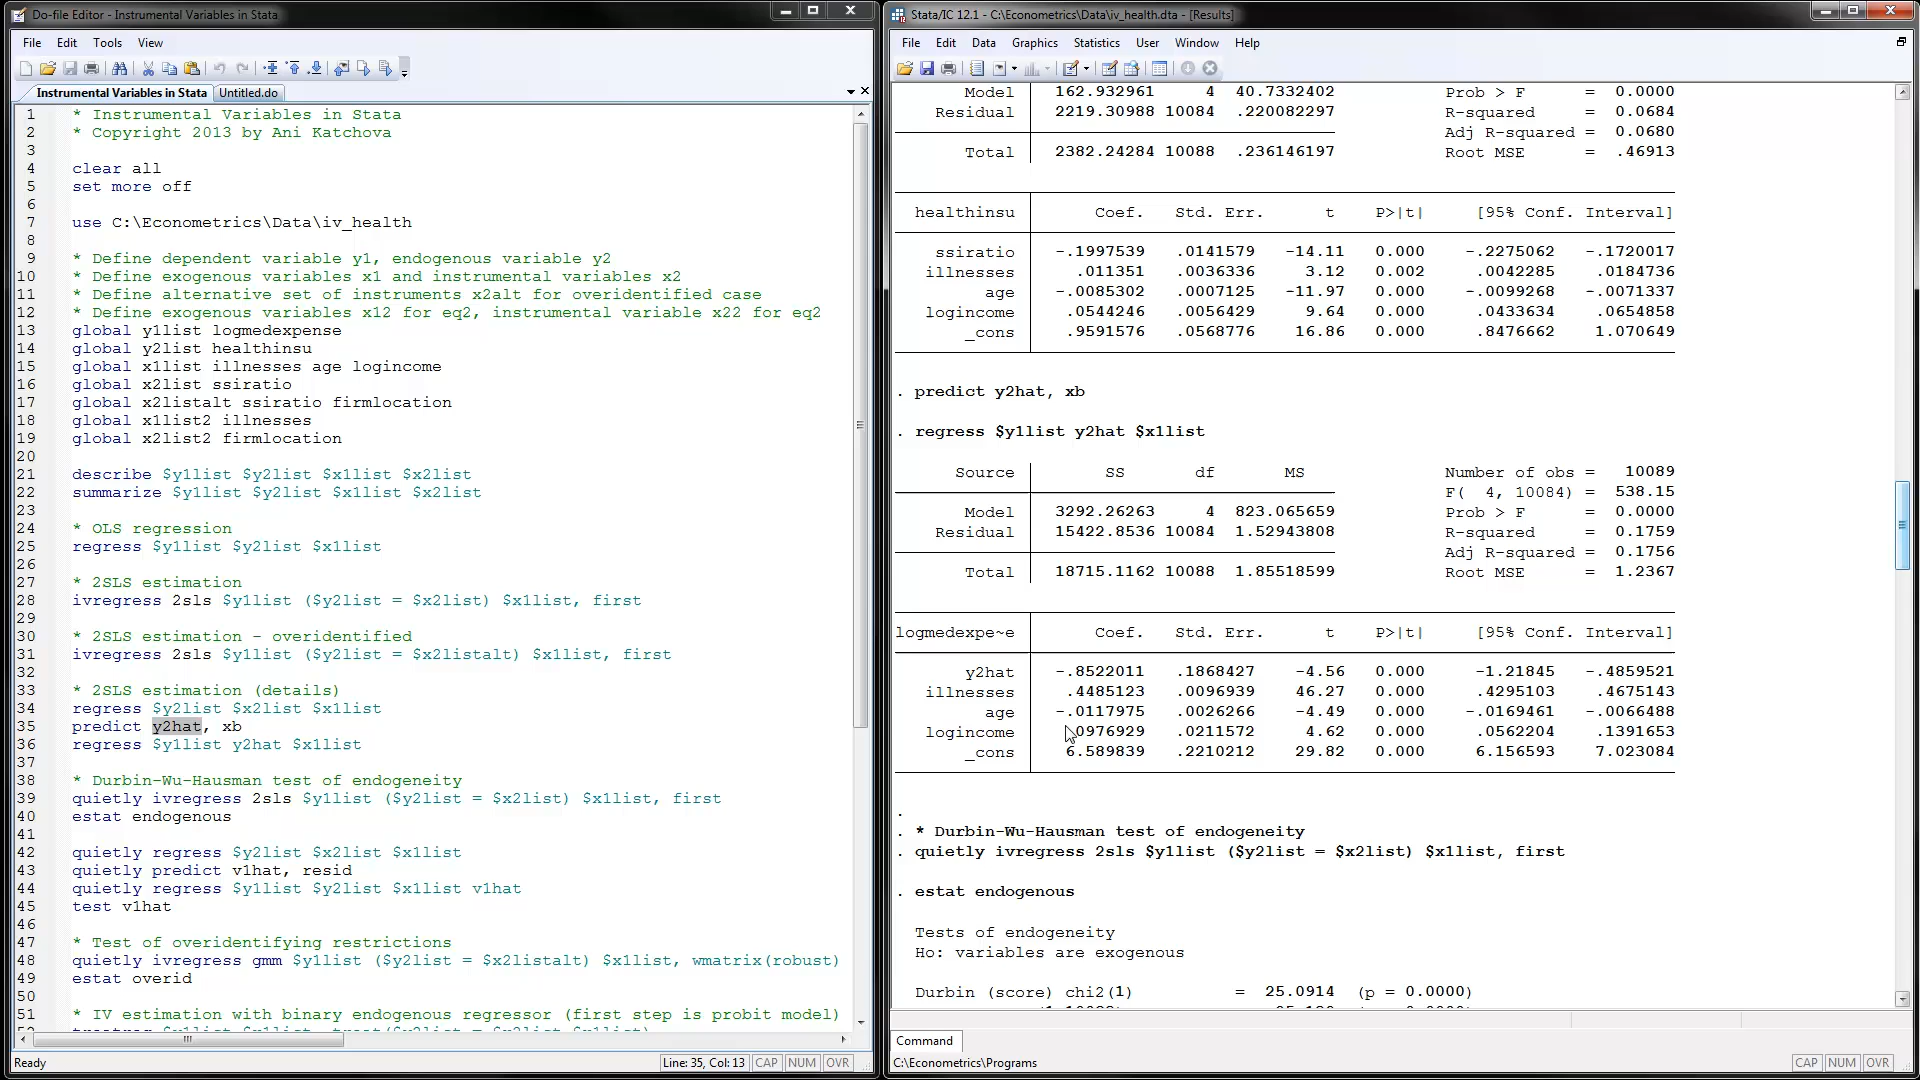 Do-file Editor - Instrumental Variables in Stata
File Edit Tools View
Instrumental Variables in Stata Untitled.do
1 * Instrumental Variables in Stata
2 * Copyright 2013 by Ani Katchova
3
4 clear all
5 set more off
6
7 use C:\Econometrics\Data\iv_health
8
9 * Define dependent variable y1, endogenous variable y2
10 * Define exogenous variables x1 and instrumental variables x2
11 * Define alternative set of instruments x2alt for overidentified case
12 * Define exogenous variables x12 for eq2, instrumental variable x22 for eq2
13 global y1list logmedexpense
14 global y2list healthinsu
15 global x1list illnesses age logincome
16 global x2list ssiratio
17 global x2listalt ssiratio firmlocation
18 global x1list2 illnesses
19 global x2list2 firmlocation
20
21 describe $y1list $y2list $x1list $x2list
22 summarize $y1list $y2list $x1list $x2list
23
24 * OLS regression
25 regress $y1list $y2list $x1list
26
27 * 2SLS estimation
28 ivregress 2sls $y1list ($y2list = $x2list) $x1list, first
29
30 * 2SLS estimation - overidentified
31 ivregress 2sls $y1list ($y2list = $x2listalt) $x1list, first
32
33 * 2SLS estimation (details)
34 regress $y2list $x2list $x1list
35 predict y2hat, xb
36 regress $y1list y2hat $x1list
37
38 * Durbin-Wu-Hausman test of endogeneity
39 quietly ivregress 2sls $y1list ($y2list = $x2list) $x1list, first
40 estat endogenous
41
42 quietly regress $y2list $x2list $x1list
43 quietly predict v1hat, resid
44 quietly regress $y1list $y2list $x1list v1hat
45 test v1hat
46
47 * Test of overidentifying restrictions
48 quietly ivregress gmm $y1list ($y2list = $x2listalt) $x1list, wmatrix(robust)
49 estat overid
50
51 * IV estimation with binary endogenous regressor (first step is probit model)
Ready Line: 35, Col: 13 CAP NUM OVR
Stata/IC 12.1 - C:\Econometrics\Data\iv_health.dta - [Results]
File Edit Data Graphics Statistics User Window Help
Model 162.932961 4 40.7332402 Prob > F = 0.0000
Residual 2219.30988 10084 .220082297 R-squared = 0.0684
Adj R-squared = 0.0680
Total 2382.24284 10088 .236146197 Root MSE = .46913
healthinsu Coef. Std. Err. t P>|t| [95% Conf. Interval]
ssiratio -.1997539 .0141579 -14.11 0.000 -.2275062 -.1720017
illnesses .011351 .0036336 3.12 0.002 .0042285 .0184736
age -.0085302 .0007125 -11.97 0.000 -.0099268 -.0071337
logincome .0544246 .0056429 9.64 0.000 .0433634 .0654858
_cons .9591576 .0568776 16.86 0.000 .8476662 1.070649
. predict y2hat, xb
. regress $y1list y2hat $x1list
Source SS df MS Number of obs = 10089
F( 4, 10084) = 538.15
Model 3292.26263 4 823.065659 Prob > F = 0.0000
Residual 15422.8536 10084 1.52943808 R-squared = 0.1759
Adj R-squared = 0.1756
Total 18715.1162 10088 1.85518599 Root MSE = 1.2367
logmedexpe~e Coef. Std. Err. t P>|t| [95% Conf. Interval]
y2hat -.8522011 .1868427 -4.56 0.000 -1.21845 -.4859521
illnesses .4485123 .0096939 46.27 0.000 .4295103 .4675143
age -.0117975 .0026266 -4.49 0.000 -.0169461 -.0066488
logincome .0976929 .0211572 4.62 0.000 .0562204 .1391653
_cons 6.589839 .2210212 29.82 0.000 6.156593 7.023084
.
. * Durbin-Wu-Hausman test of endogeneity
. quietly ivregress 2sls $y1list ($y2list = $x2list) $x1list, first
. estat endogenous
Tests of endogeneity
Ho: variables are exogenous
Durbin (score) chi2(1) = 25.0914 (p = 0.0000)
Command
C:\Econometrics\Programs CAP NUM OVR